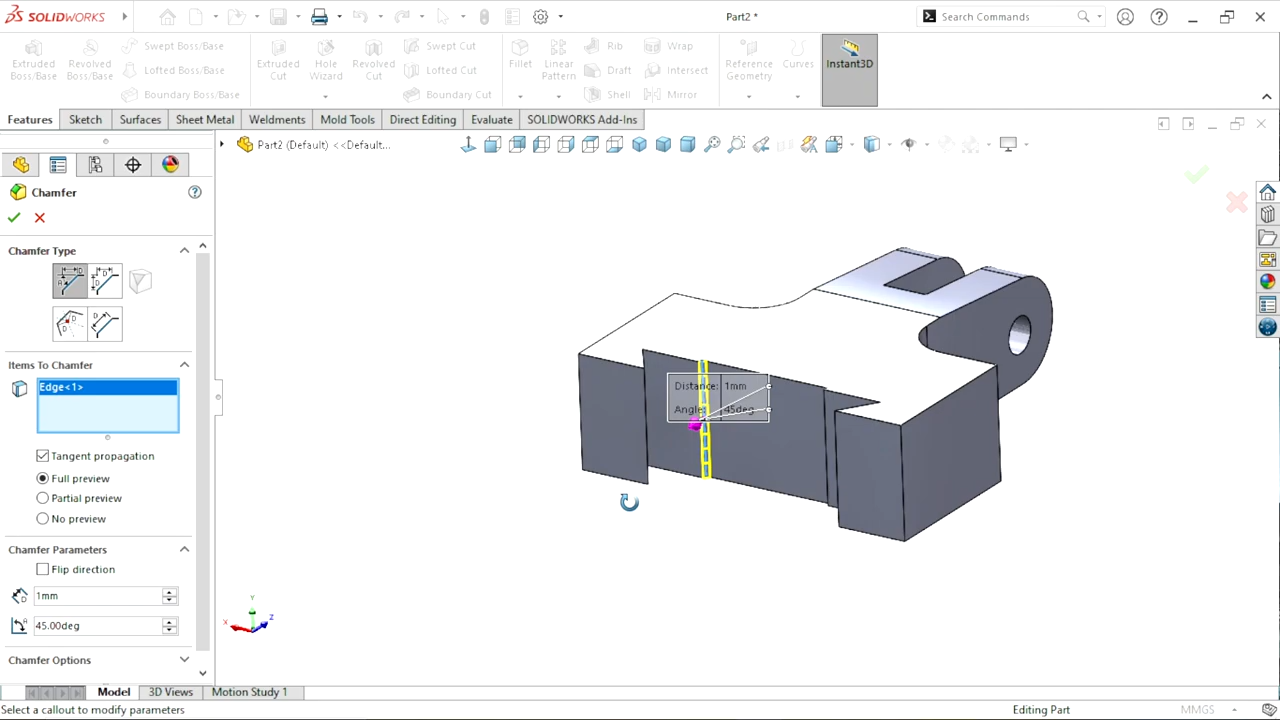 SOLIDWORKS
Part2 *
Search Commands
Extruded Boss/Base
Revolved Boss/Base
Swept Boss/Base
Lofted Boss/Base
Boundary Boss/Base
Extruded Cut
Hole Wizard
Revolved Cut
Swept Cut
Lofted Cut
Boundary Cut
Fillet
Linear Pattern
Rib
Draft
Shell
Wrap
Intersect
Mirror
Reference Geometry
Curves
Instant3D
Features
Sketch
Surfaces
Sheet Metal
Weldments
Mold Tools
Direct Editing
Evaluate
SOLIDWORKS Add-Ins
Part2 (Default) <<Default...
Chamfer
Chamfer Type
Items To Chamfer
Edge<1>
Tangent propagation
Full preview
Partial preview
No preview
Chamfer Parameters
Flip direction
1mm
45.00deg
Chamfer Options
Distance: 1mm
Angle: 45deg
Y
X
Z
Model
3D Views
Motion Study 1
Select a callout to modify parameters
Editing Part
MMGS